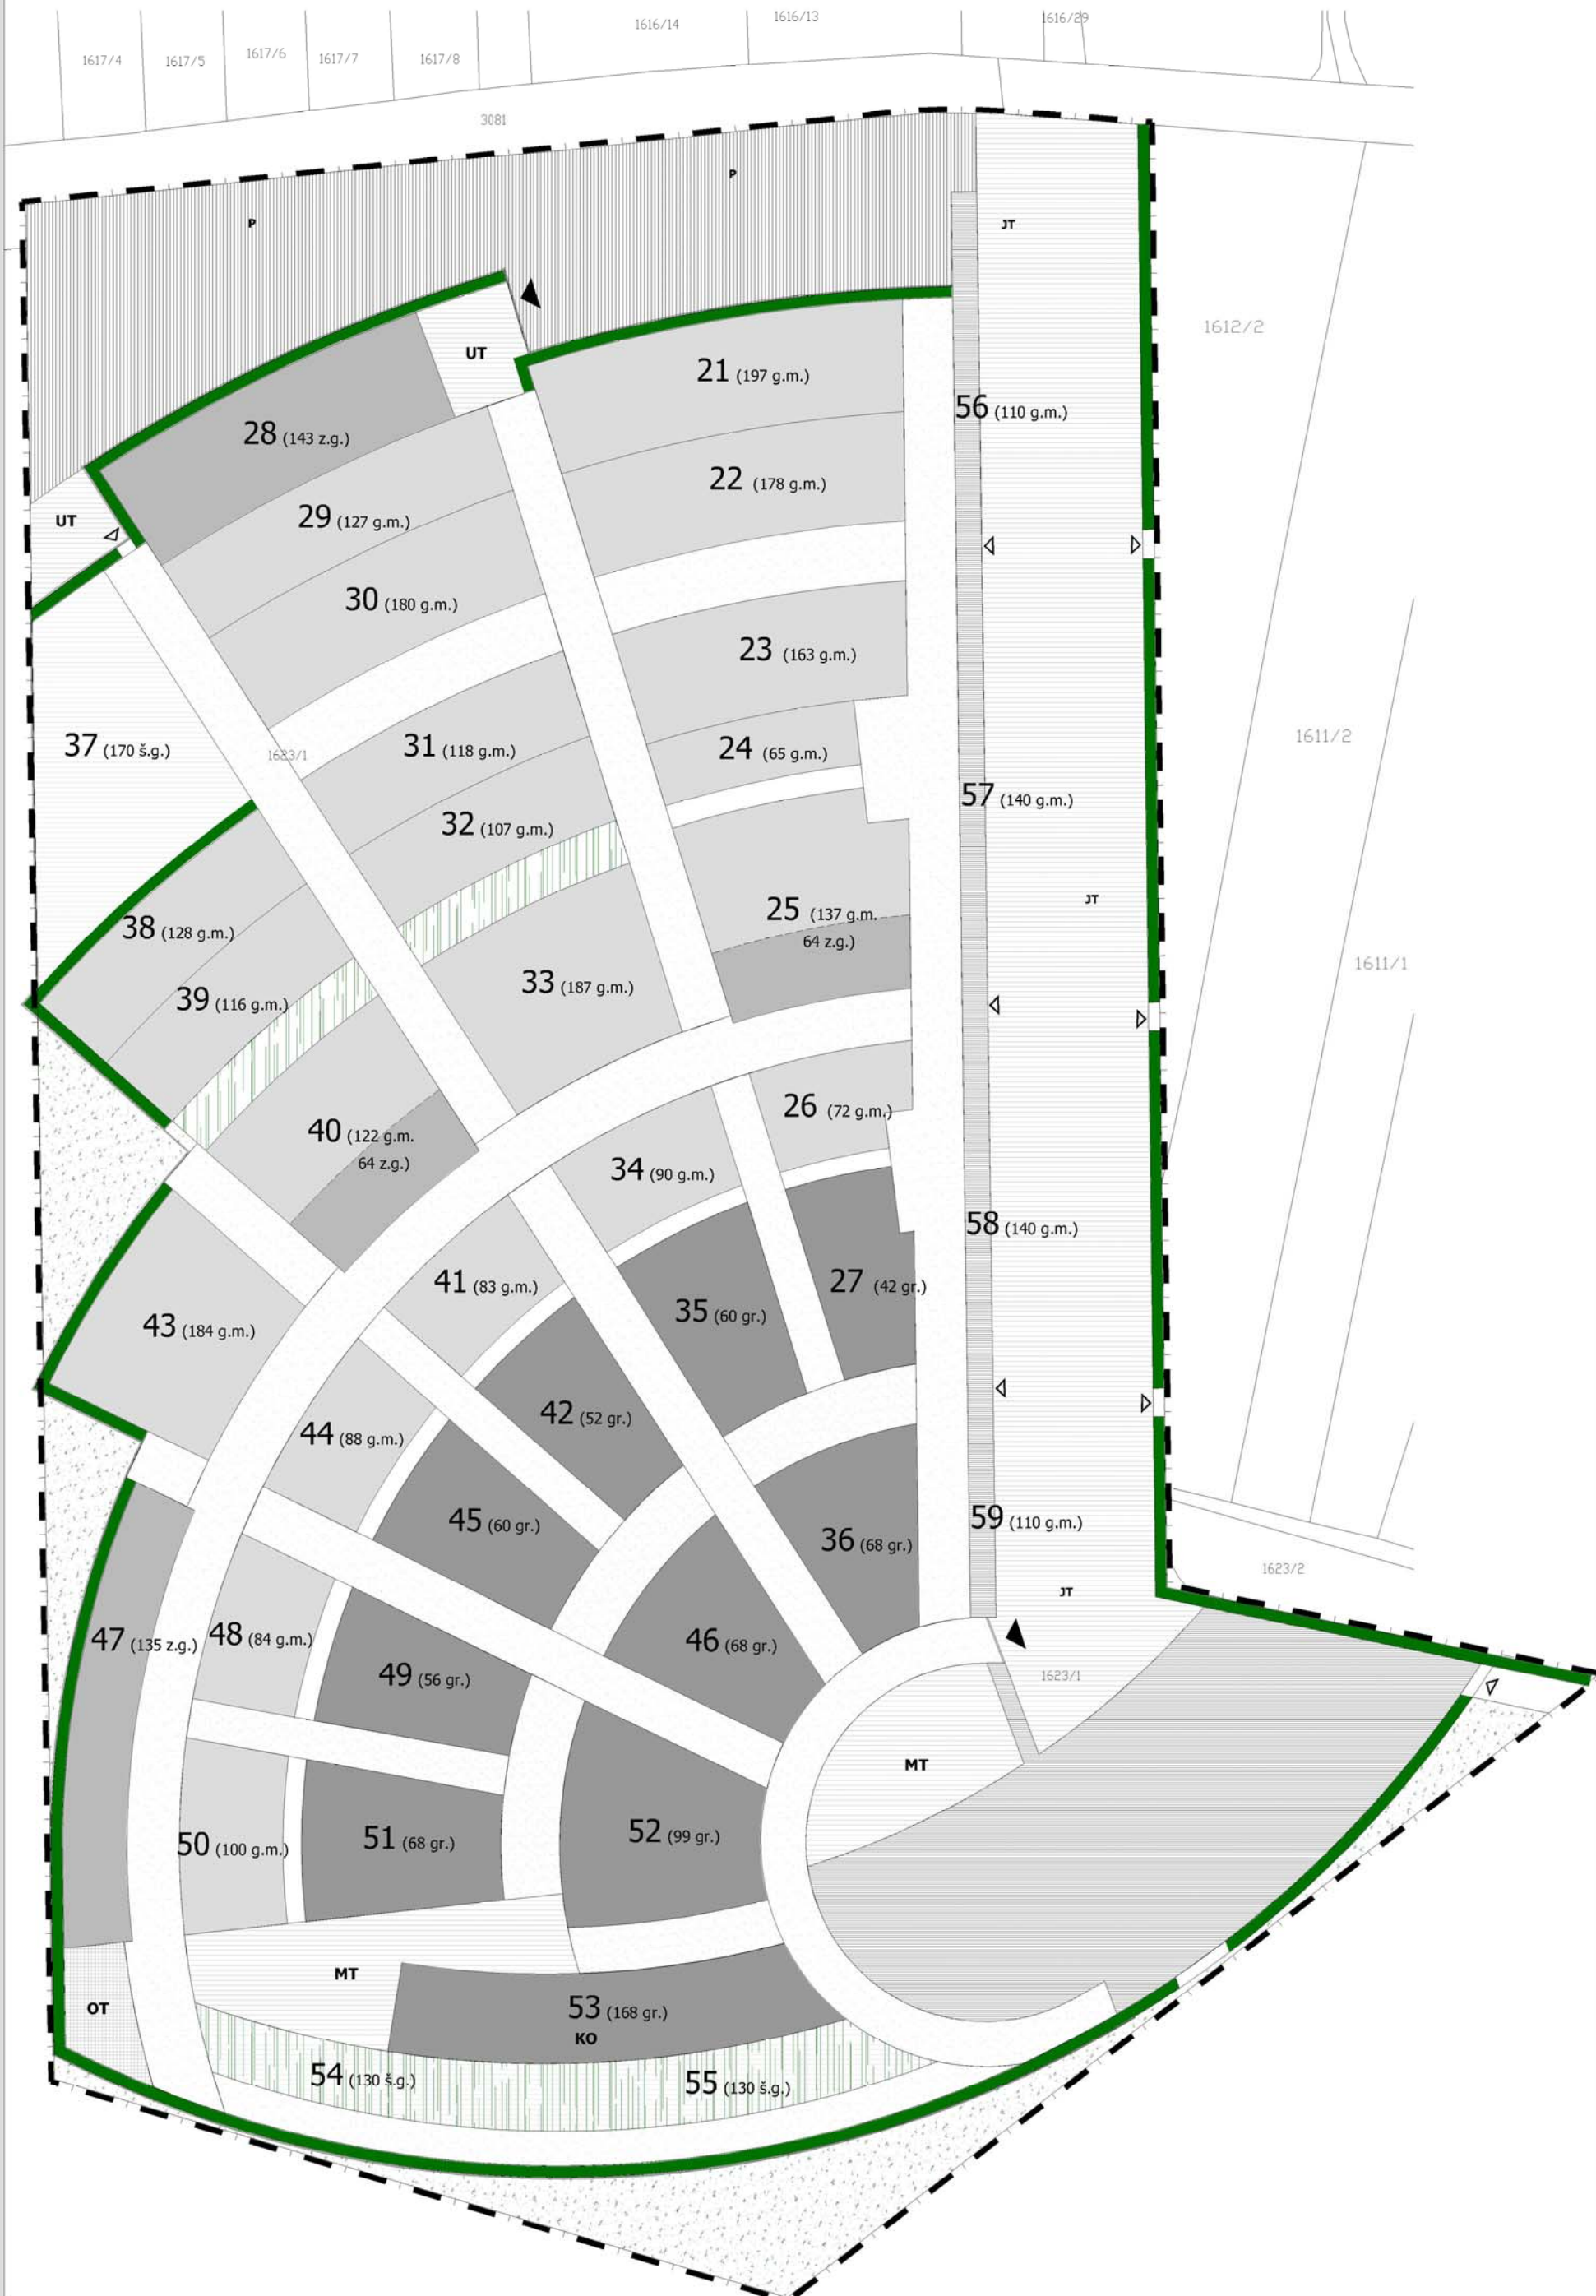 1616/14
1616/13
1616/29
1617/4
1617/5
1617/6
1617/7
1617/8
3081
P
P
JT
UT
21 (197 g.m.)
1612/2
56 (110 g.m.)
28 (143 z.g.)
22 (178 g.m.)
29 (127 g.m.)
UT
30 (180 g.m.)
23 (163 g.m.)
37 (170 š.g.)
1623/1
31 (118 g.m.)
24 (65 g.m.)
1611/2
57 (140 g.m.)
32 (107 g.m.)
JT
38 (128 g.m.)
25 (137 g.m.
64 z.g.)
1611/1
39 (116 g.m.)
33 (187 g.m.)
40 (122 g.m.
64 z.g.)
26 (72 g.m.)
34 (90 g.m.)
58 (140 g.m.)
41 (83 g.m.)
27 (42 gr.)
35 (60 gr.)
43 (184 g.m.)
42 (52 gr.)
44 (88 g.m.)
45 (60 gr.)
59 (110 g.m.)
36 (68 gr.)
1623/2
JT
47 (135 z.g.)
48 (84 g.m.)
46 (68 gr.)
49 (56 gr.)
1623/1
MT
50 (100 g.m.)
51 (68 gr.)
52 (99 gr.)
MT
OT
53 (168 gr.)
KO
54 (130 š.g.)
55 (130 š.g.)